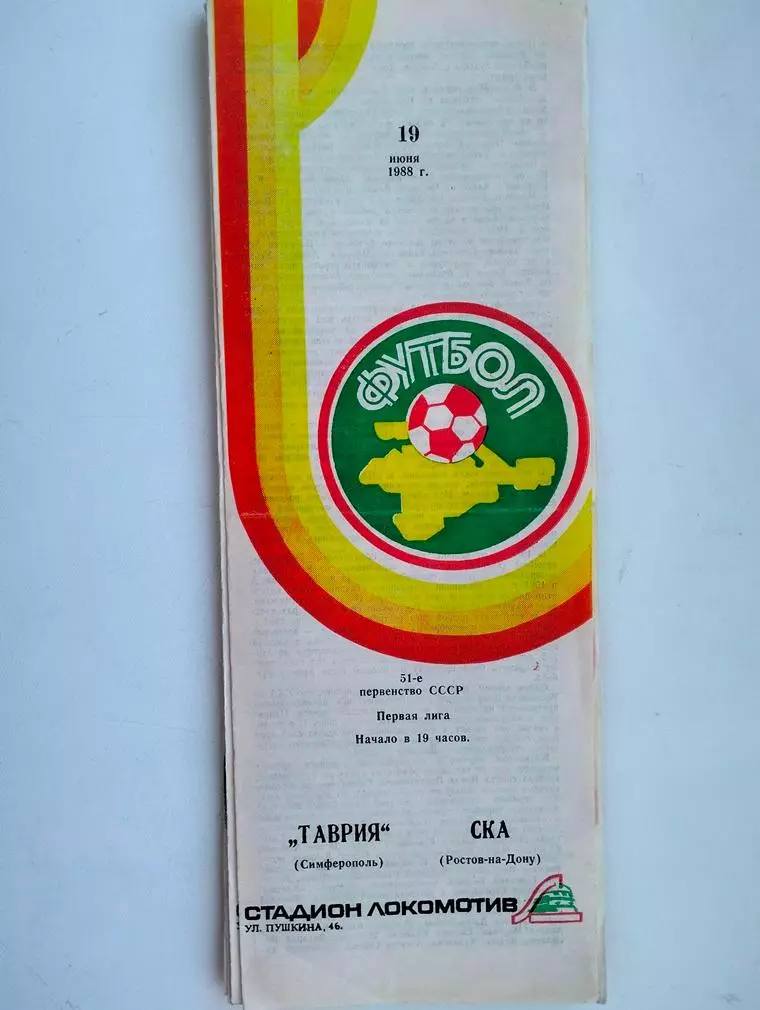 19
июня
1988 г.
ФУТБОЛ
51-е
первенство СССР
Первая лига
Начало в 19 часов.
„ТАВРИЯ“ СКА
(Симферополь) (Ростов-на-Дону)
СТАДИОН ЛОКОМОТИВ
УЛ. ПУШКИНА, 46.